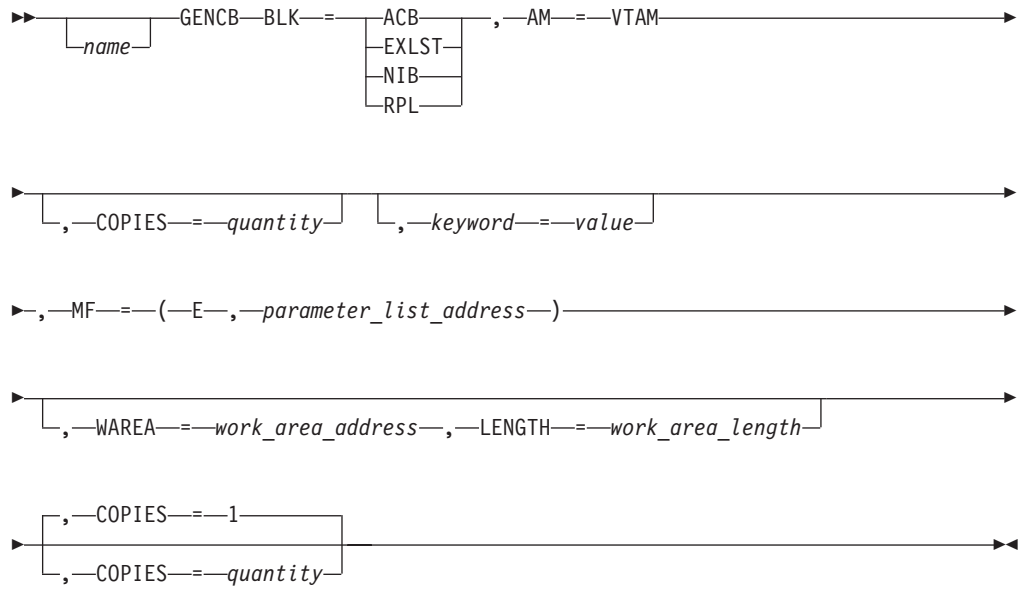 GENCB BLK = ACB , AM = VTAM
name EXLST
NIB
RPL
, COPIES = quantity , keyword = value
, MF = ( E , parameter_list_address )
, WAREA = work_area_address , LENGTH = work_area_length
, COPIES = 1
, COPIES = quantity